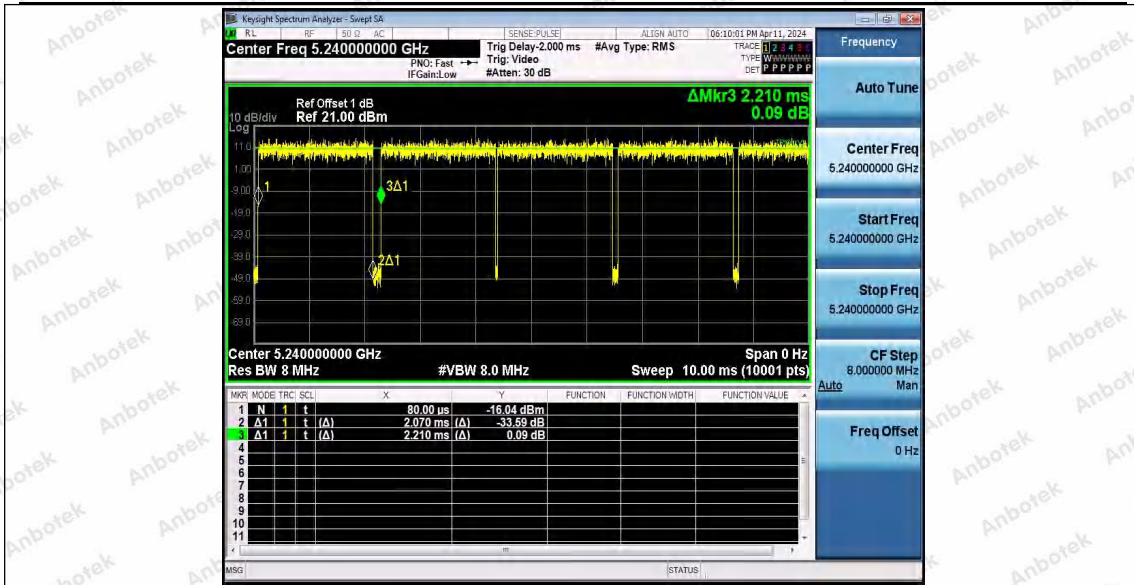 Keysight Spectrum Analyzer - Swept SA
RL RF 50 Ω AC SENSE:PULSE ALIGN AUTO 06:10:01 PM Apr 11, 2024
Center Freq 5.240000000 GHz
PNO: Fast
IFGain:Low
Trig Delay-2.000 ms
Trig: Video
#Atten: 30 dB
#Avg Type: RMS
TRACE 1 2 3 4 5 6
TYPE WWWWWW
DET P P P P P P
ΔMkr3 2.210 ms
0.09 dB
10 dB/div
Log
Ref Offset 1 dB
Ref 21.00 dBm
11.0
1.00
-9.00
-19.0
-29.0
-39.0
-49.0
-59.0
-69.0
1
3Δ1
2Δ1
Center 5.240000000 GHz
Span 0 Hz
Res BW 8 MHz
#VBW 8.0 MHz
Sweep 10.00 ms (10001 pts)
MKR MODE TRC SCL X Y FUNCTION FUNCTION WIDTH FUNCTION VALUE
1 N 1 t 80.00 µs -16.04 dBm
2 Δ1 1 t (Δ) 2.070 ms (Δ) -33.59 dB
3 Δ1 1 t (Δ) 2.210 ms (Δ) 0.09 dB
4
5
6
7
8
9
10
11
MSG
STATUS
Frequency
Auto Tune
Center Freq
5.240000000 GHz
Start Freq
5.240000000 GHz
Stop Freq
5.240000000 GHz
CF Step
8.000000 MHz
Auto Man
Freq Offset
0 Hz
Anbotek